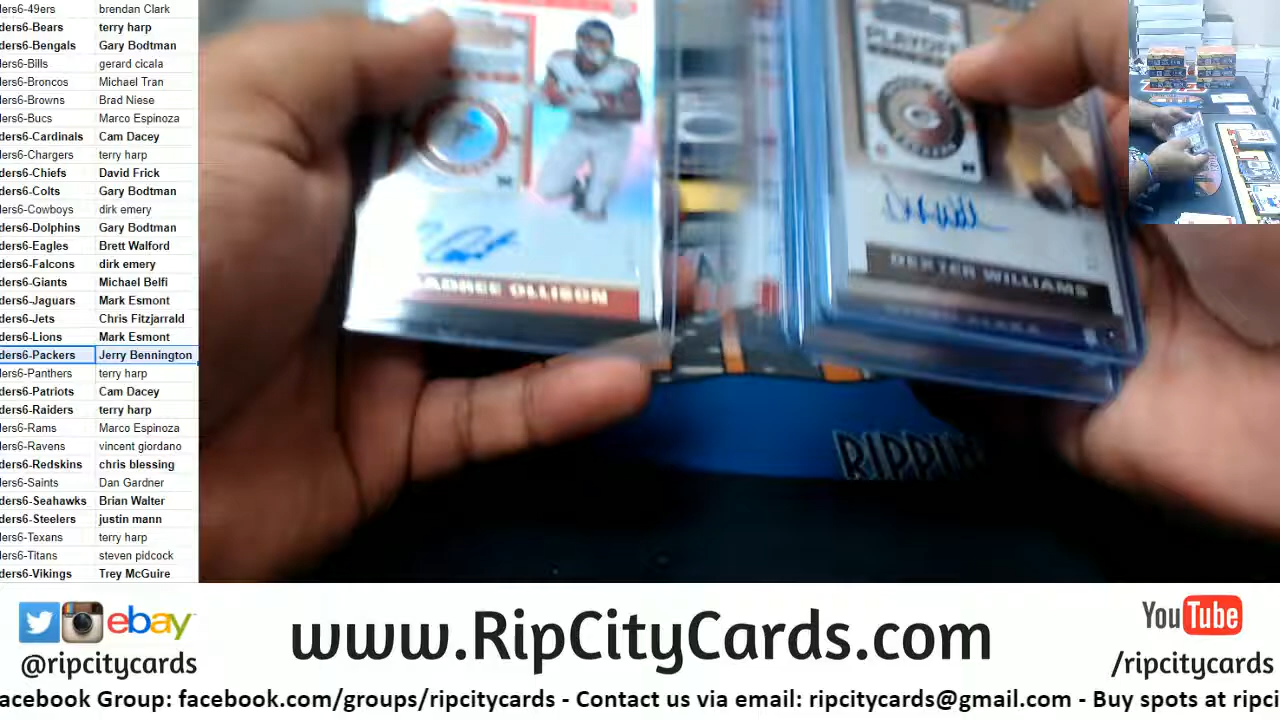 ders6-49ers brendan Clark
ders6-Bears terry harp
ders6-Bengals Gary Bodtman
ders6-Bills gerard cicala
ders6-Broncos Michael Tran
ders6-Browns Brad Niese
ders6-Bucs Marco Espinoza
ders6-Cardinals Cam Dacey
ders6-Chargers terry harp
ders6-Chiefs David Frick
ders6-Colts Gary Bodtman
ders6-Cowboys dirk emery
ders6-Dolphins Gary Bodtman
ders6-Eagles Brett Walford
ders6-Falcons dirk emery
ders6-Giants Michael Belfi
ders6-Jaguars Mark Esmont
ders6-Jets Chris Fitzjarrald
ders6-Lions Mark Esmont
ders6-Packers Jerry Bennington
ders6-Panthers terry harp
ders6-Patriots Cam Dacey
ders6-Raiders terry harp
ders6-Rams Marco Espinoza
ders6-Ravens vincent giordano
ders6-Redskins chris blessing
ders6-Saints Dan Gardner
ders6-Seahawks Brian Walter
ders6-Steelers justin mann
ders6-Texans terry harp
ders6-Titans steven pidcock
ders6-Vikings Trey McGuire
PLAYOFF
ADREE OLLISON
DEXTER WILLIAMS
RIPPIN
ebay
@ripcitycards
www.RipCityCards.com
YouTube
/ripcitycards
acebook Group: facebook.com/groups/ripcitycards - Contact us via email: ripcitycards@gmail.com - Buy spots at ripci